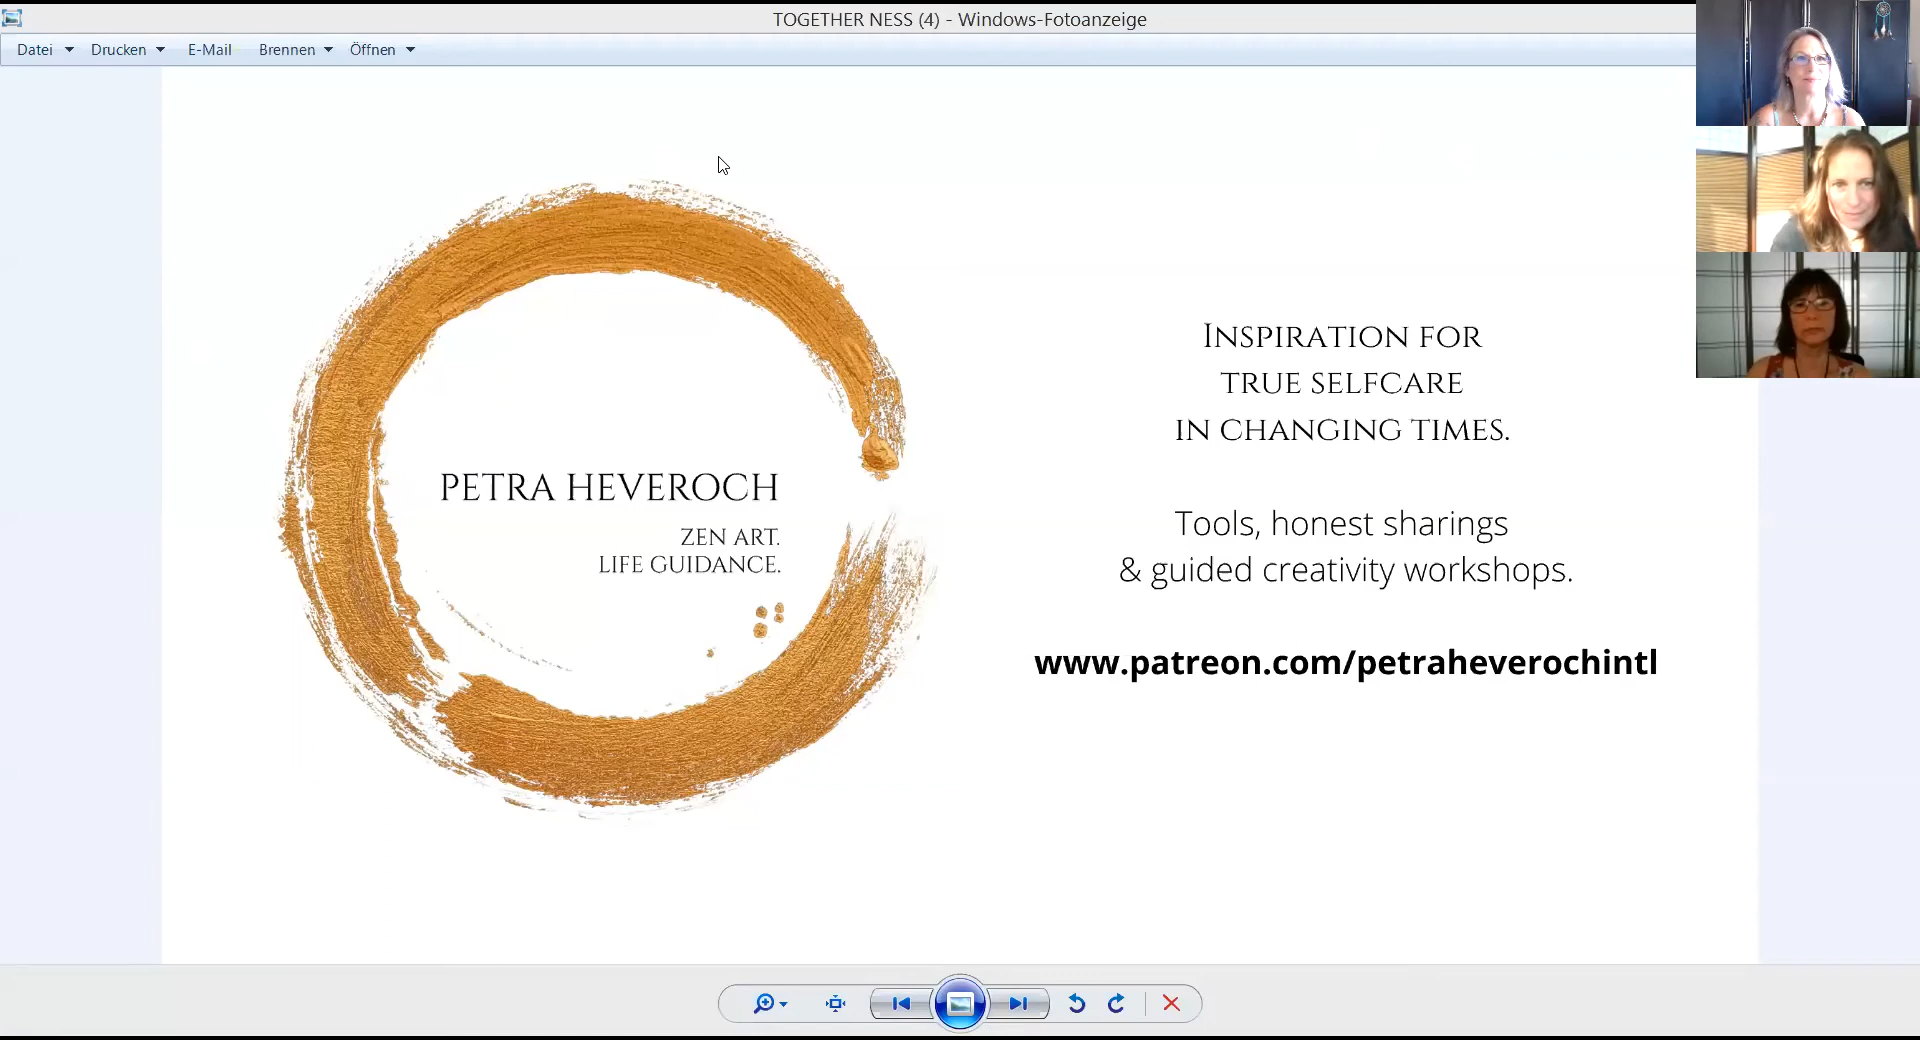 TOGETHER NESS (4) - Windows-Fotoanzeige
Datei Drucken E-Mail Brennen Öffnen
PETRA HEVEROCH
ZEN ART.
LIFE GUIDANCE.
INSPIRATION FOR
TRUE SELFCARE
IN CHANGING TIMES.
Tools, honest sharings
& guided creativity workshops.
www.patreon.com/petraheverochintl